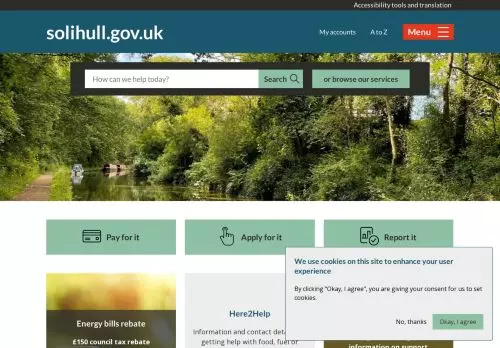 Accessibility tools and translation
solihull.gov.uk
My accounts
A to Z
Menu
How can we help today?
Search
or browse our services
Pay for it
Apply for it
Report it
We use cookies on this site to enhance your user
experience
By clicking "Okay, I agree", you are giving your consent for us to
set cookies.
No, thanks
Okay, I agree
Energy bills rebate
£150 council tax rebate
Here2Help
Information and contact deta
getting help with food, fuel or
information on support